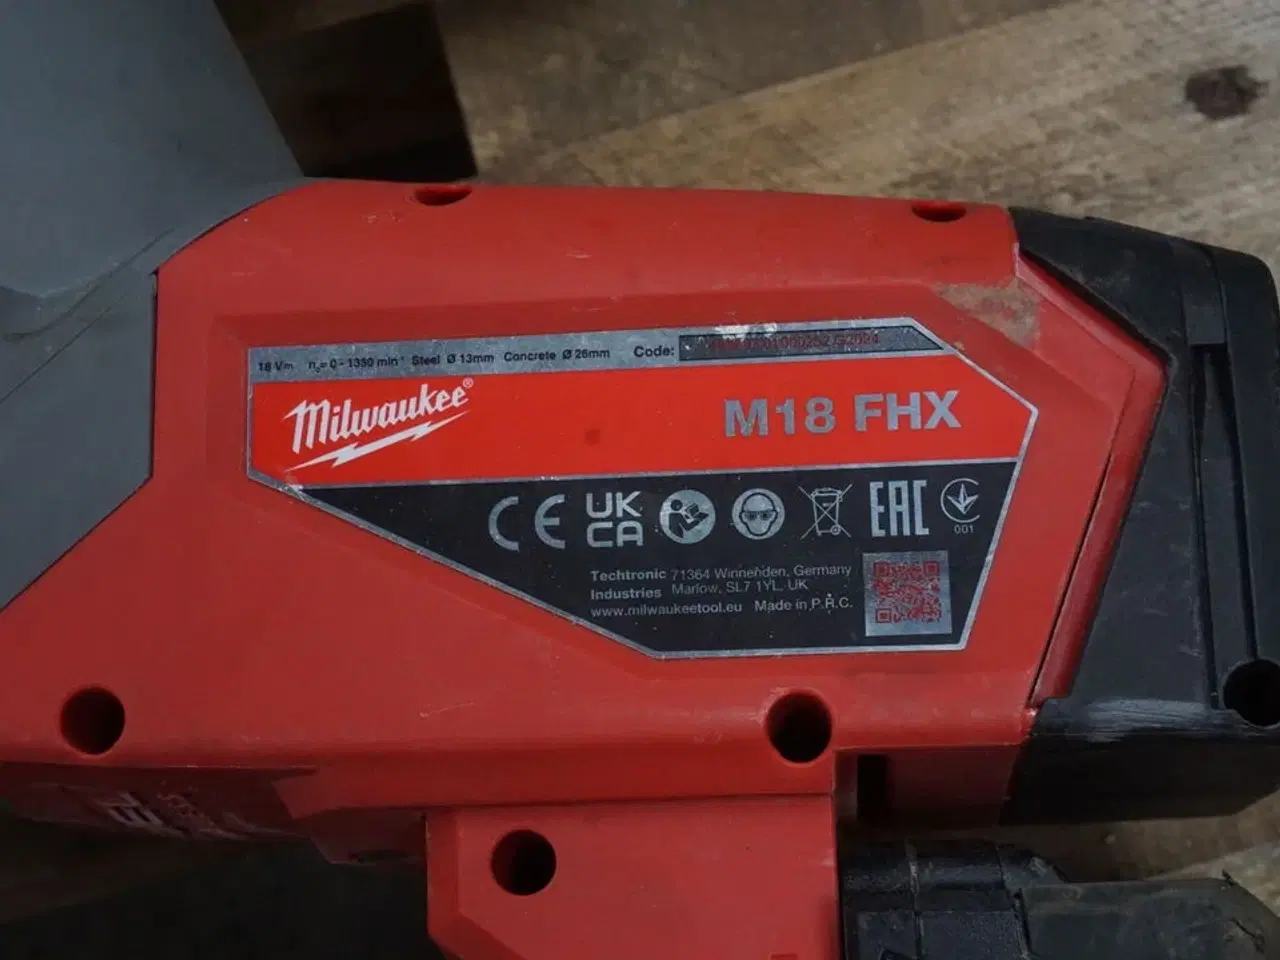 18 V⎓ n₀= 0 - 1350 min⁻¹ Steel Ø 13mm Concrete Ø 26mm Code:
Milwaukee®
M18 FHX
CE UK CA EAC
001
Techtronic 71364 Winnenden, Germany
Industries Marlow, SL7 1YL, UK
www.milwaukeetool.eu Made in P.R.C.